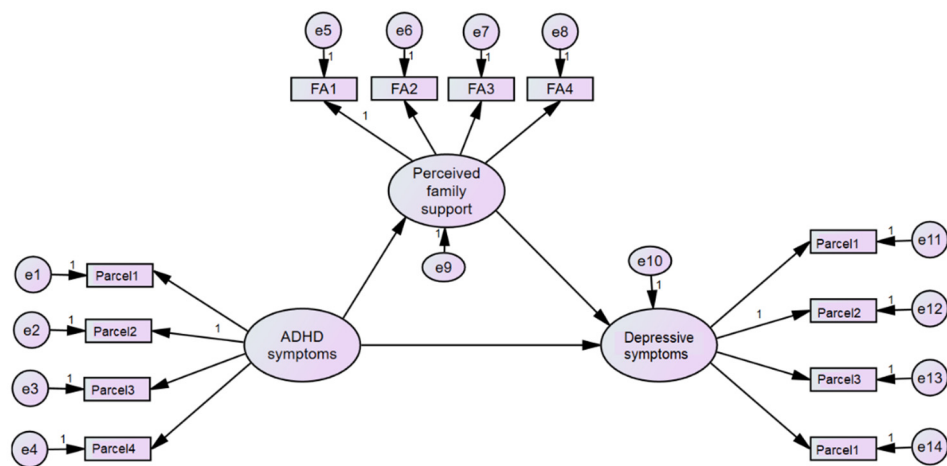 e5
e6
e7
e8
1
1
1
1
FA1
FA2
FA3
FA4
1
Perceived
family
support
1
e9
e1
1
Parcel1
e2
1
Parcel2
1
e3
1
Parcel3
e4
1
Parcel4
ADHD
symptoms
e10
1
Depressive
symptoms
Parcel1
1
e11
1
Parcel2
1
e12
Parcel3
1
e13
Parcel1
1
e14